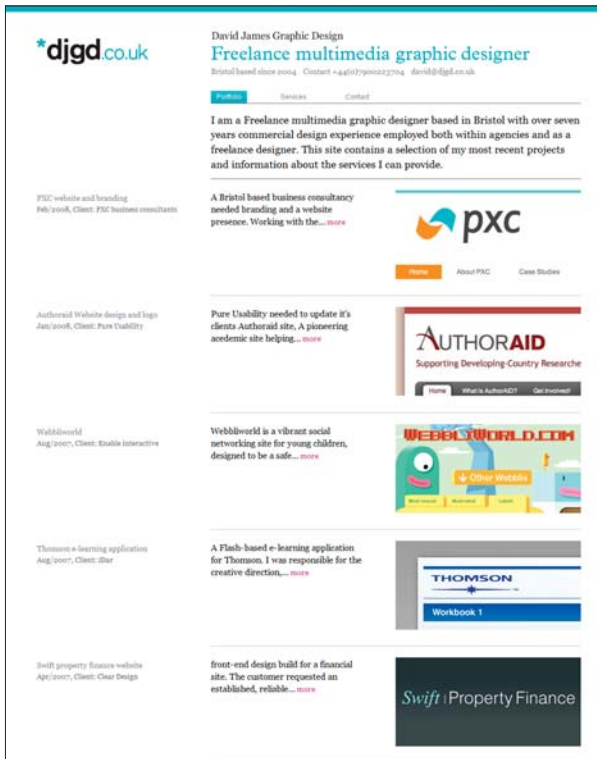 *djgd.co.uk
David James Graphic Design
Freelance multimedia graphic designer
Bristol based since 2004 Contact +44(0)7900223704 david@djgd.co.uk
Portfolio Services Contact
I am a Freelance multimedia graphic designer based in Bristol with over seven
years commercial design experience employed both within agencies and as a
freelance designer. This site contains a selection of my most recent projects
and information about the services I can provide.
PXC website and branding
Feb/2008, Client: PXC business consultants
A Bristol based business consultancy
needed branding and a website
presence. Working with the... more
pxc
Home About PXC Case Studies
Authoraid Website design and logo
Jan/2008, Client: Pure Usability
Pure Usability needed to update it's
clients Authoraid site, A pioneering
acedemic site helping... more
AUTHORAID
Supporting Developing-Country Researche
Home What is AuthorAID? Get Involved!
Webbliworld
Aug/2007, Client: Enable interactive
Webbliworld is a vibrant social
networking site for young children,
designed to be a safe... more
WEBBLIWORLD.COM
Other Webblis
Most recent Most rated Latest
Thomson e-learning application
Aug/2007, Client: iDar
A Flash-based e-learning application
for Thomson. I was responsible for the
creative direction,... more
THOMSON
Workbook 1
Swift property finance website
Apr/2007, Client: Clear Design
front-end design build for a financial
site. The customer requested an
established, reliable... more
Swift | Property Finance